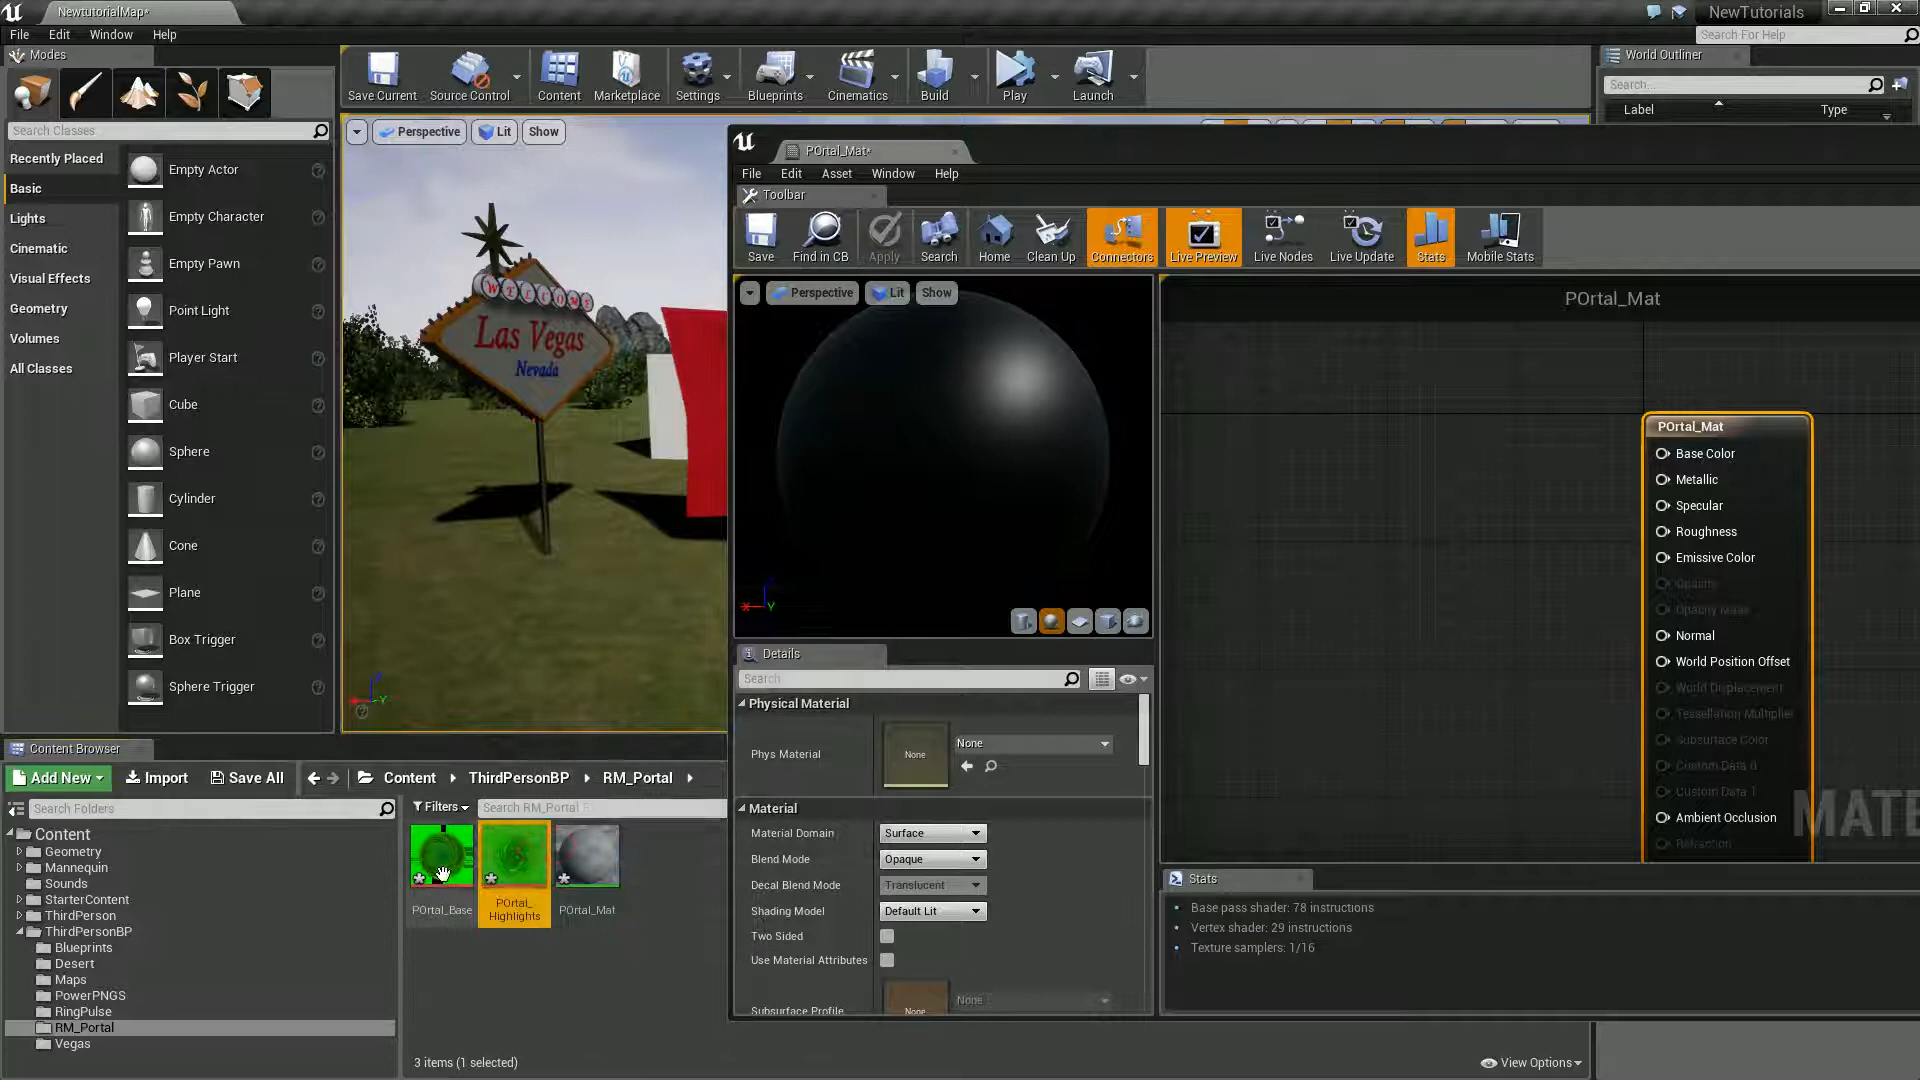 NewtutorialMap*
NewTutorials
File Edit Window Help
Search For Help
Modes
Save Current
Source Control
Content
Marketplace
Settings
Blueprints
Cinematics
Build
Play
Launch
World Outliner
Search...
Label
Type
Search Classes
Recently Placed
Basic
Lights
Cinematic
Visual Effects
Geometry
Volumes
All Classes
Empty Actor
Empty Character
Empty Pawn
Point Light
Player Start
Cube
Sphere
Cylinder
Cone
Plane
Box Trigger
Sphere Trigger
Perspective
Lit
Show
WELCOME
Las Vegas
Nevada
POrtal_Mat*
File Edit Asset Window Help
Toolbar
Save
Find in CB
Apply
Search
Home
Clean Up
Connectors
Live Preview
Live Nodes
Live Update
Stats
Mobile Stats
Perspective
Lit
Show
X
Y
Details
Search
Physical Material
Phys Material
None
None
Material
Material Domain Surface
Blend Mode Opaque
Decal Blend Mode Translucent
Shading Model Default Lit
Two Sided
Use Material Attributes
Subsurface Profile
None
None
POrtal_Mat
POrtal_Mat
Base Color
Metallic
Specular
Roughness
Emissive Color
Opacity
Opacity Mask
Normal
World Position Offset
World Displacement
Tessellation Multiplier
Subsurface Color
Custom Data 0
Custom Data 1
Ambient Occlusion
Refraction
MATE
Stats
Base pass shader: 78 instructions
Vertex shader: 29 instructions
Texture samplers: 1/16
Content Browser
Add New
Import
Save All
Content
ThirdPersonBP
RM_Portal
Search Folders
Filters
Search RM_Portal
Content
Geometry
Mannequin
Sounds
StarterContent
ThirdPerson
ThirdPersonBP
Blueprints
Desert
Maps
PowerPNGS
RingPulse
RM_Portal
Vegas
POrtal_Base
POrtal_
Highlights
POrtal_Mat
3 items (1 selected)
View Options